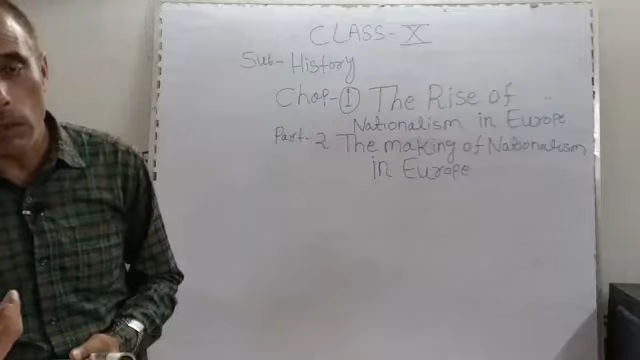 CLASS-X
Sub- History
Chap-① The Rise of
Nationalism in Europe
Part-2 The making of Nationalism
in Europe